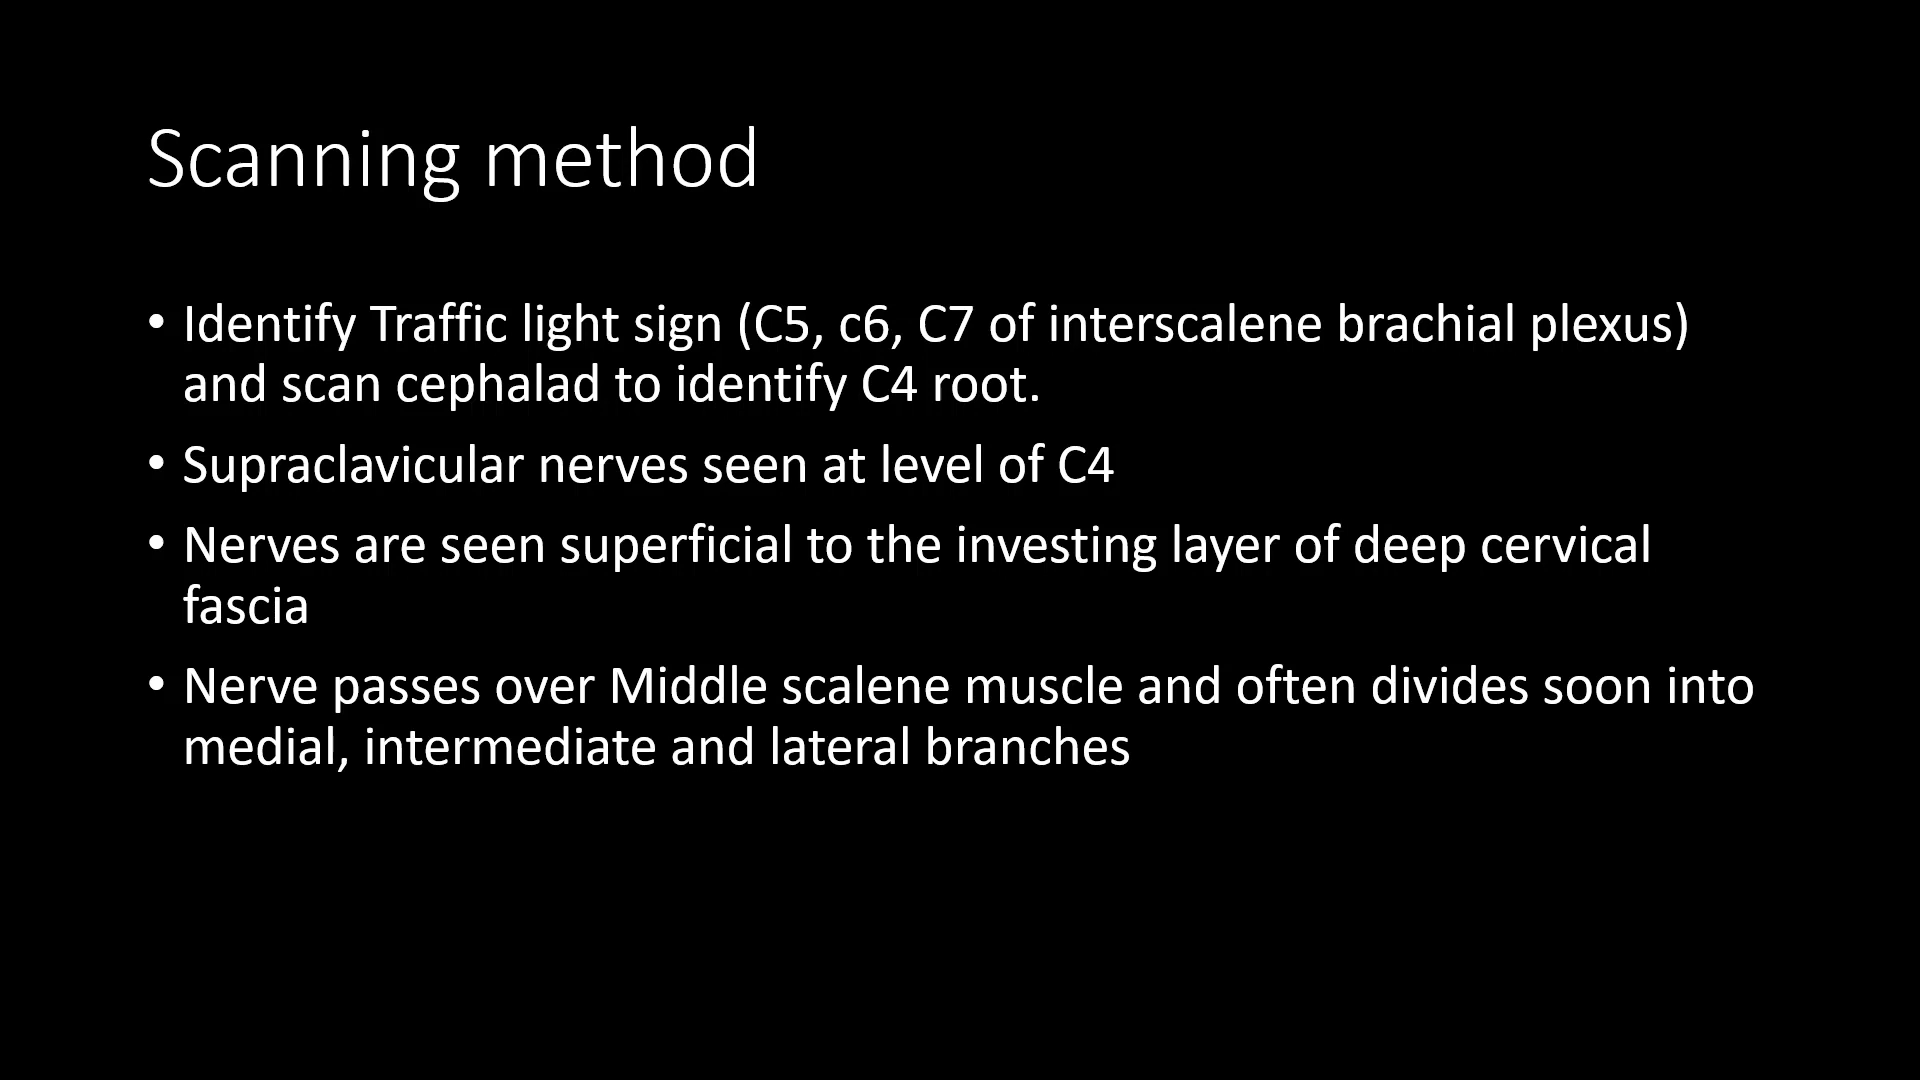 Scanning method
• Identify Traffic light sign (C5, c6, C7 of interscalene brachial plexus)
and scan cephalad to identify C4 root.
• Supraclavicular nerves seen at level of C4
• Nerves are seen superficial to the investing layer of deep cervical
fascia
• Nerve passes over Middle scalene muscle and often divides soon into
medial, intermediate and lateral branches